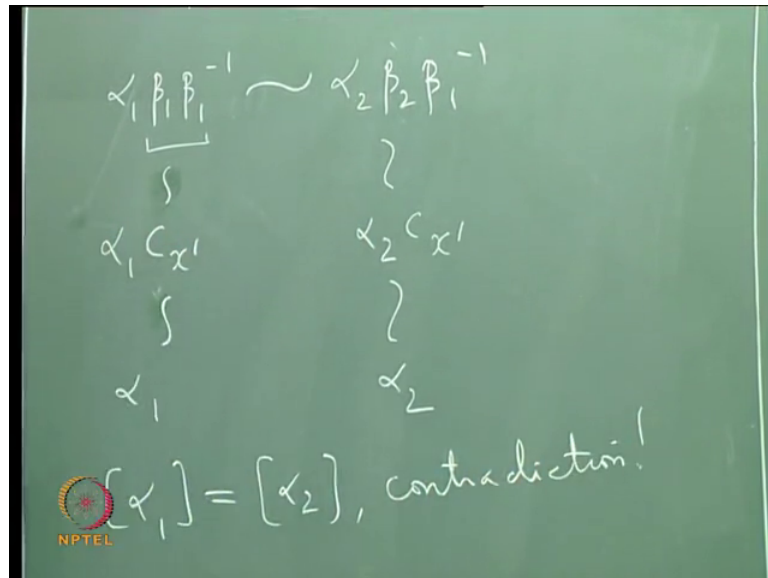 α₁ β₁ β₁⁻¹ ~ α₂ β₂ β₁⁻¹
α₁ C_x' α₂ C_x'
α₁ α₂
[α₁] = [α₂], contradiction!
NPTEL